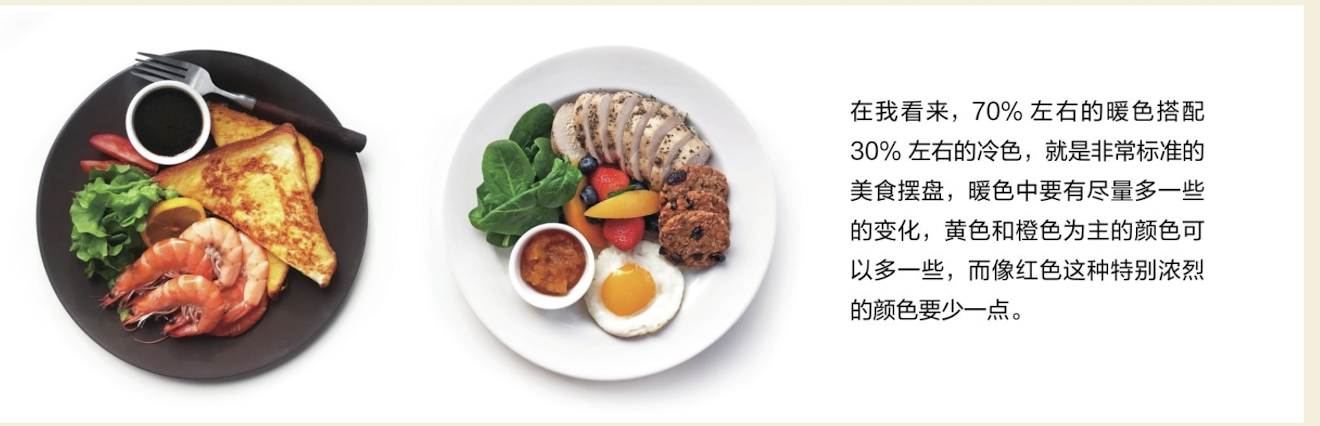 在我看来，70% 左右的暖色搭配
30% 左右的冷色，就是非常标准的
美食摆盘，暖色中要有尽量多一些
的变化，黄色和橙色为主的颜色可
以多一些，而像红色这种特别浓烈
的颜色要少一点。